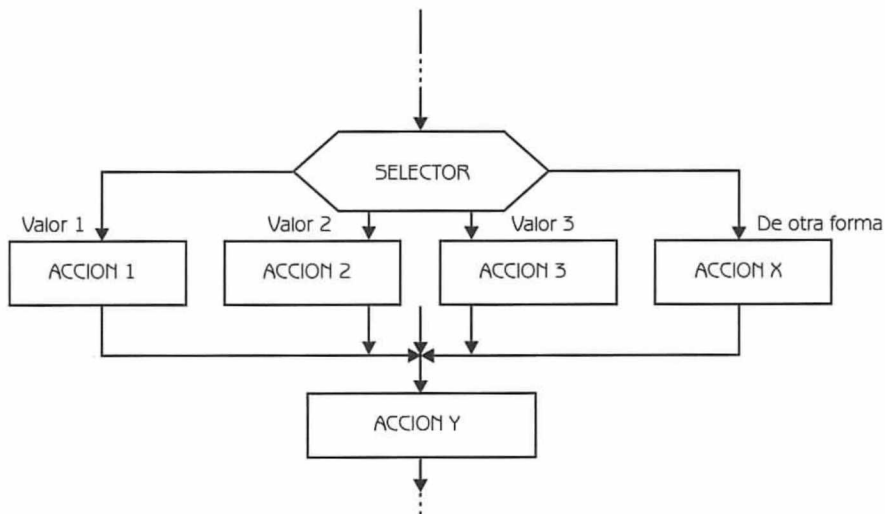 SELECTOR
Valor 1
Valor 2
Valor 3
De otra forma
ACCION 1
ACCION 2
ACCION 3
ACCION X
ACCION Y